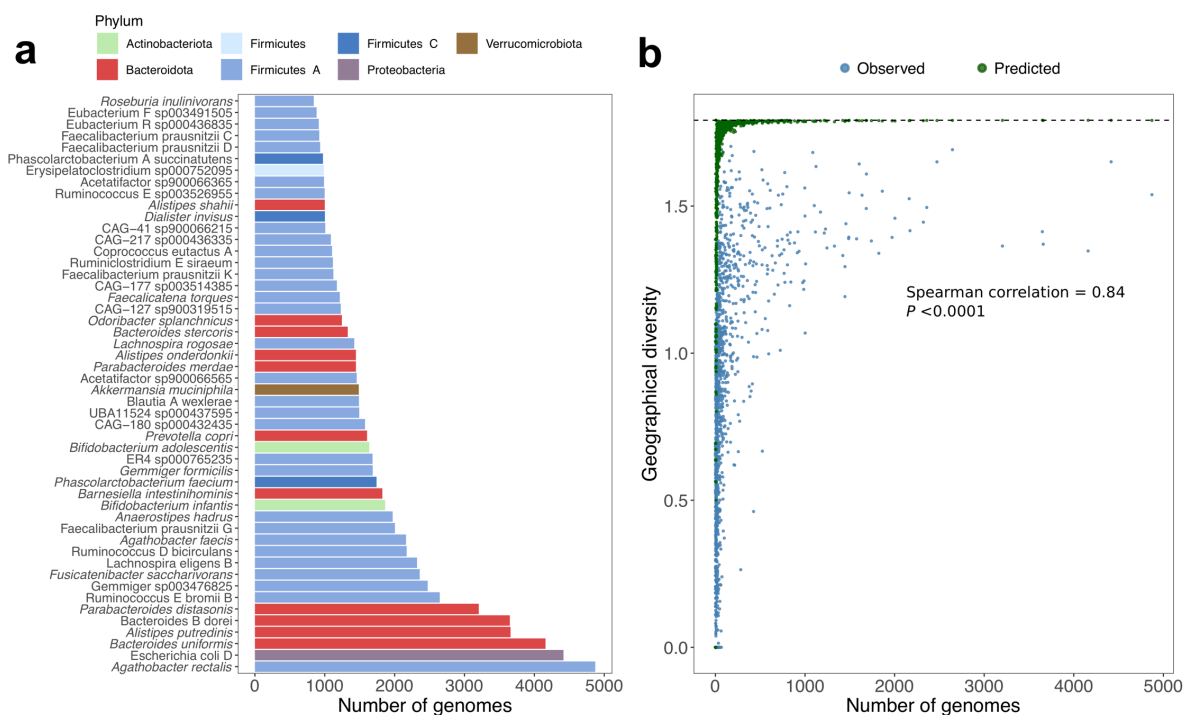 a
Phylum
Actinobacteriota
Firmicutes
Firmicutes C
Verrucomicrobiota
Bacteroidota
Firmicutes A
Proteobacteria
Roseburia inulinivorans
Eubacterium F sp003491505
Eubacterium R sp000436835
Faecalibacterium prausnitzii C
Faecalibacterium prausnitzii D
Phascolarctobacterium A succinatutens
Erysipelatoclostridium sp000752095
Acetatifactor sp900066365
Ruminococcus E sp003526955
Alistipes shahii
Dialister invisus
CAG−41 sp900066215
CAG−217 sp000436335
Coprococcus eutactus A
Ruminiclostridium E siraeum
Faecalibacterium prausnitzii K
CAG−177 sp003514385
Faecalicatena torques
CAG−127 sp900319515
Odoribacter splanchnicus
Bacteroides stercoris
Lachnospira rogosae
Alistipes onderdonkii
Parabacteroides merdae
Acetatifactor sp900066565
Akkermansia muciniphila
Blautia A wexlerae
UBA11524 sp000437595
CAG−180 sp000432435
Prevotella copri
Bifidobacterium adolescentis
ER4 sp000765235
Gemmiger formicilis
Phascolarctobacterium faecium
Barnesiella intestinihominis
Bifidobacterium infantis
Anaerostipes hadrus
Faecalibacterium prausnitzii G
Agathobacter faecis
Ruminococcus D bicirculans
Lachnospira eligens B
Fusicatenibacter saccharivorans
Gemmiger sp003476825
Ruminococcus E bromii B
Parabacteroides distasonis
Bacteroides B dorei
Alistipes putredinis
Bacteroides uniformis
Escherichia coli D
Agathobacter rectalis
0 1000 2000 3000 4000 5000
Number of genomes
b
Observed
Predicted
Geographical diversity
1.5
1.0
0.5
0.0
Spearman correlation = 0.84
P <0.0001
0 1000 2000 3000 4000 5000
Number of genomes